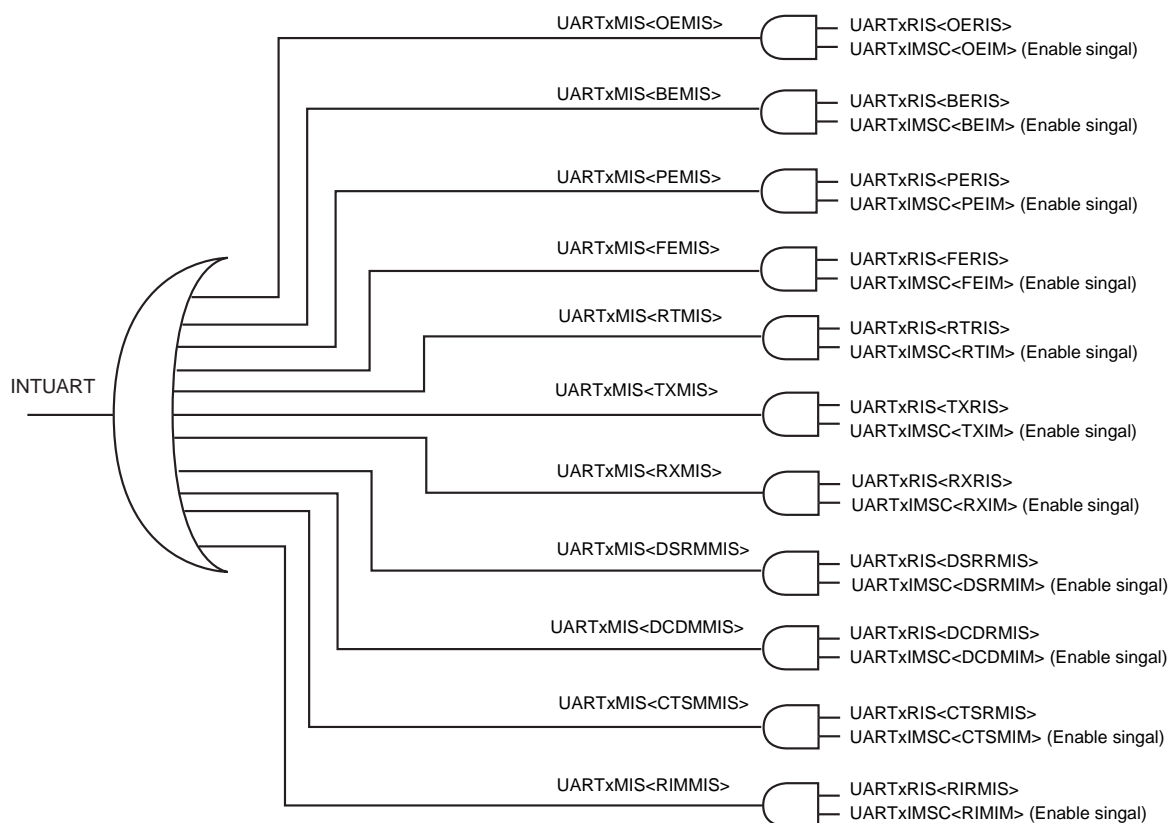 UARTxMIS<OEMIS>
UARTxRIS<OERIS>
UARTxIMSC<OEIM> (Enable singal)
UARTxMIS<BEMIS>
UARTxRIS<BERIS>
UARTxIMSC<BEIM> (Enable singal)
UARTxMIS<PEMIS>
UARTxRIS<PERIS>
UARTxIMSC<PEIM> (Enable singal)
UARTxMIS<FEMIS>
UARTxRIS<FERIS>
UARTxIMSC<FEIM> (Enable singal)
UARTxMIS<RTMIS>
UARTxRIS<RTRIS>
UARTxIMSC<RTIM> (Enable singal)
INTUART
UARTxMIS<TXMIS>
UARTxRIS<TXRIS>
UARTxIMSC<TXIM> (Enable singal)
UARTxMIS<RXMIS>
UARTxRIS<RXRIS>
UARTxIMSC<RXIM> (Enable singal)
UARTxMIS<DSRMMIS>
UARTxRIS<DSRRMIS>
UARTxIMSC<DSRMIM> (Enable singal)
UARTxMIS<DCDMMIS>
UARTxRIS<DCDRMIS>
UARTxIMSC<DCDMIM> (Enable singal)
UARTxMIS<CTSMMIS>
UARTxRIS<CTSRMIS>
UARTxIMSC<CTSMIM> (Enable singal)
UARTxMIS<RIMMIS>
UARTxRIS<RIRMIS>
UARTxIMSC<RIMIM> (Enable singal)